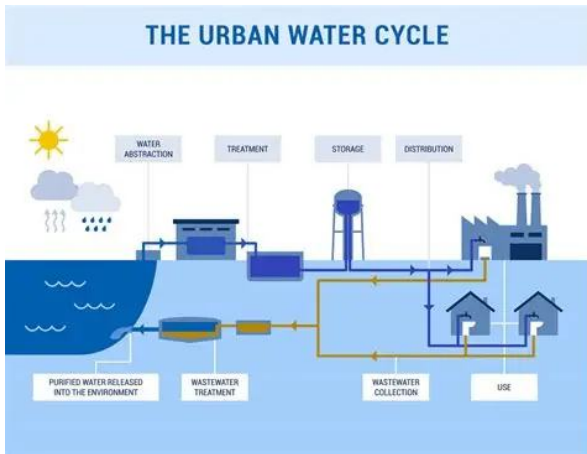 THE URBAN WATER CYCLE
WATER
ABSTRACTION
TREATMENT
STORAGE
DISTRIBUTION
PURIFIED WATER RELEASED
INTO THE ENVIRONMENT
WASTEWATER
TREATMENT
WASTEWATER
COLLECTION
USE